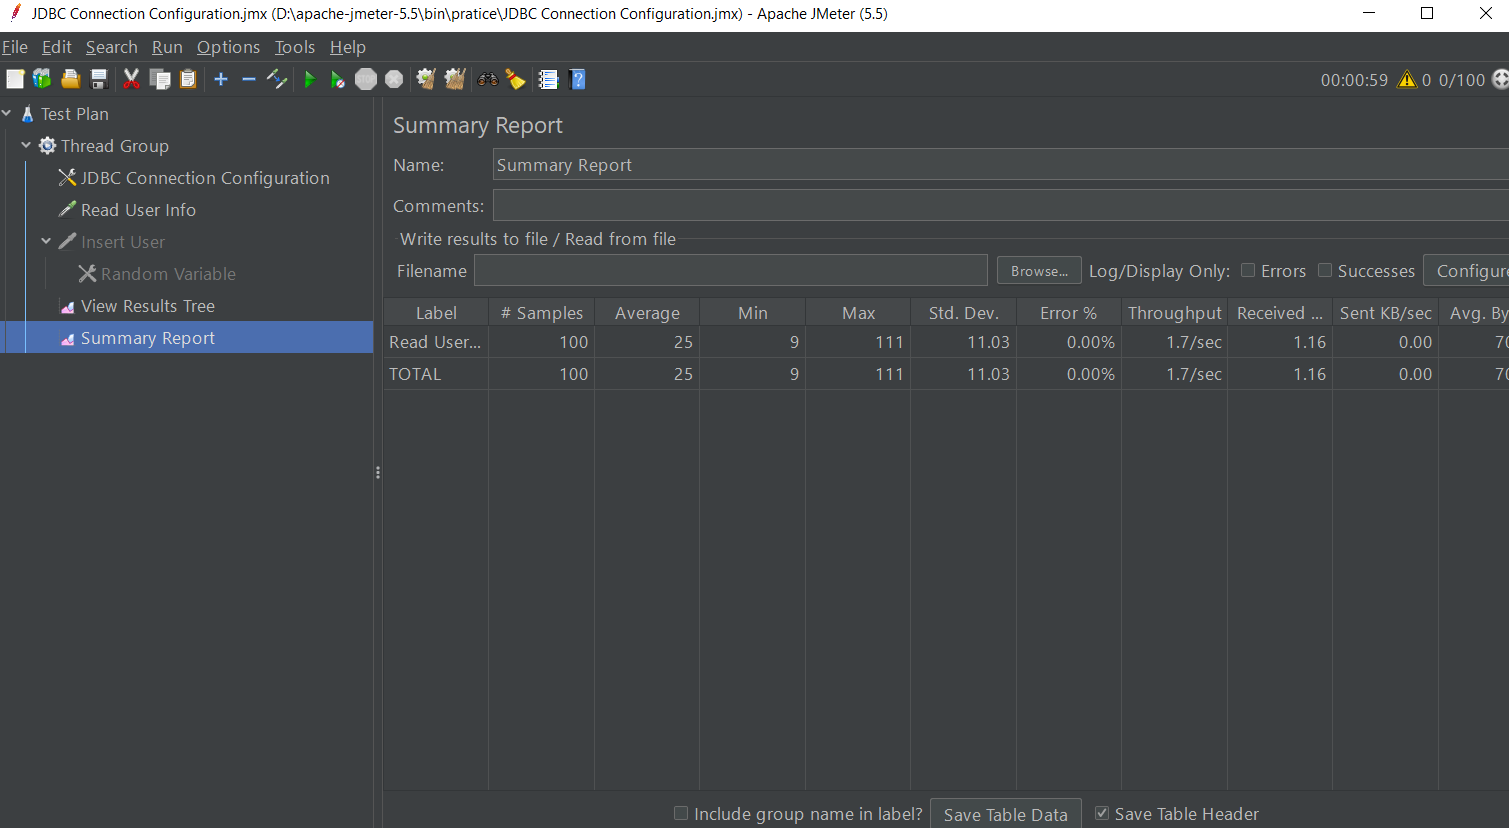 JDBC Connection Configuration.jmx (D:\apache-jmeter-5.5\bin\pratice\JDBC Connection Configuration.jmx) - Apache JMeter (5.5)
File Edit Search Run Options Tools Help
00:00:59 0 0/100
Test Plan
Thread Group
JDBC Connection Configuration
Read User Info
Insert User
Random Variable
View Results Tree
Summary Report
Summary Report
Name: Summary Report
Comments:
Write results to file / Read from file
Filename Browse... Log/Display Only: Errors Successes Configure
Label # Samples Average Min Max Std. Dev. Error % Throughput Received ... Sent KB/sec Avg. By
Read User... 100 25 9 111 11.03 0.00% 1.7/sec 1.16 0.00 70
TOTAL 100 25 9 111 11.03 0.00% 1.7/sec 1.16 0.00 70
Include group name in label? Save Table Data Save Table Header